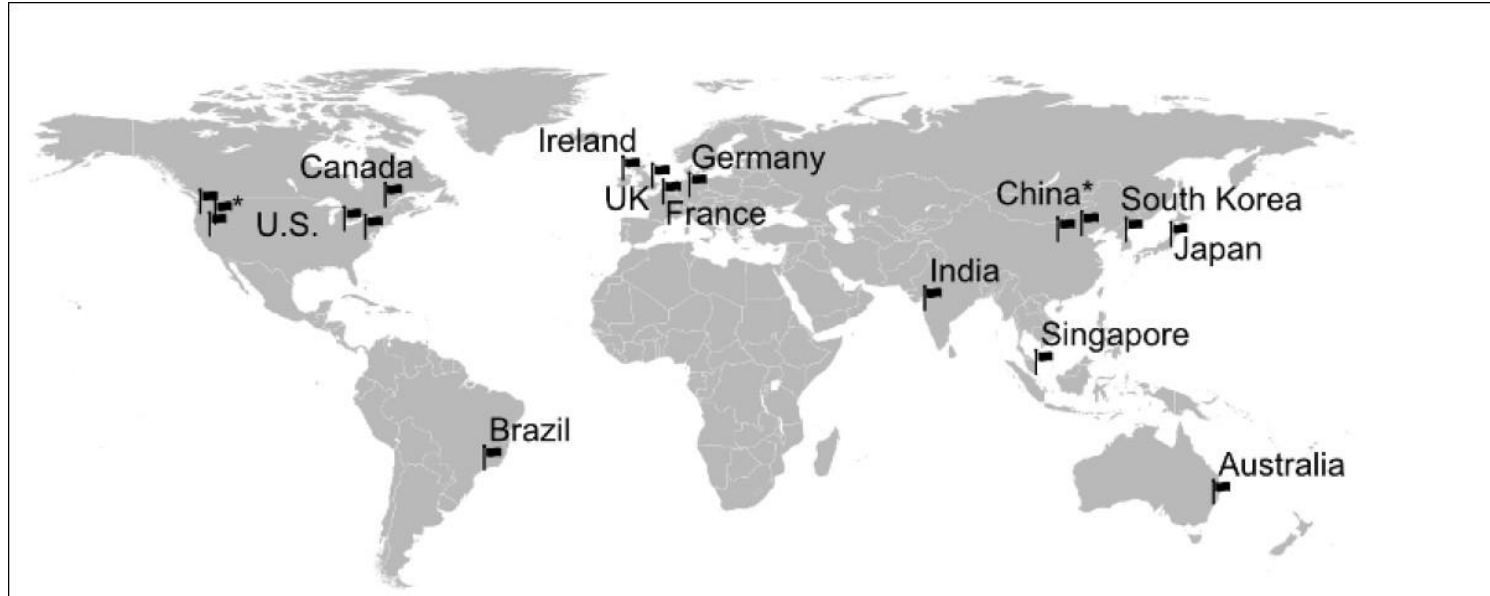 Ireland
Germany
Canada
UK
China*
South Korea
*
U.S.
France
Japan
India
Singapore
Brazil
Australia